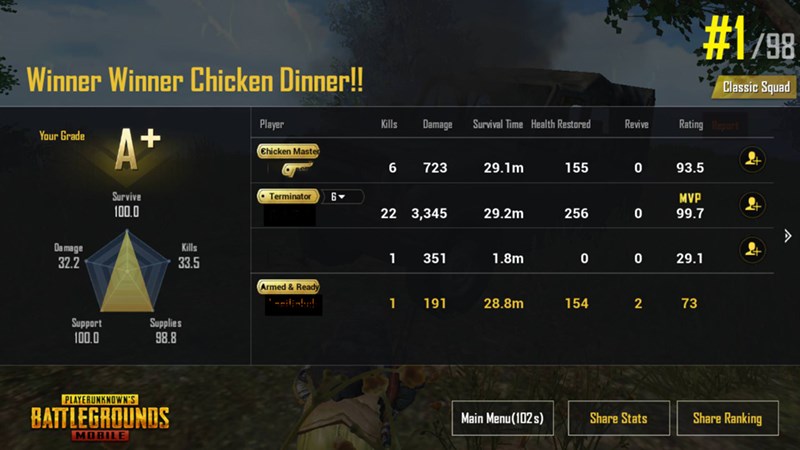 #1/98
Winner Winner Chicken Dinner!!
Classic Squad
Your Grade
A+
Survive
100.0
Damage
32.2
Kills
33.5
Support
100.0
Supplies
98.8
Player Kills Damage Survival Time Health Restored Revive Rating Report
Chicken Master
6 723 29.1m 155 0 93.5
Terminator 6
MVP
22 3,345 29.2m 256 0 99.7
1 351 1.8m 0 0 29.1
Armed & Ready
1 191 28.8m 154 2 73
PLAYERUNKNOWN'S
BATTLEGROUNDS
MOBILE
Main Menu(102s)
Share Stats
Share Ranking